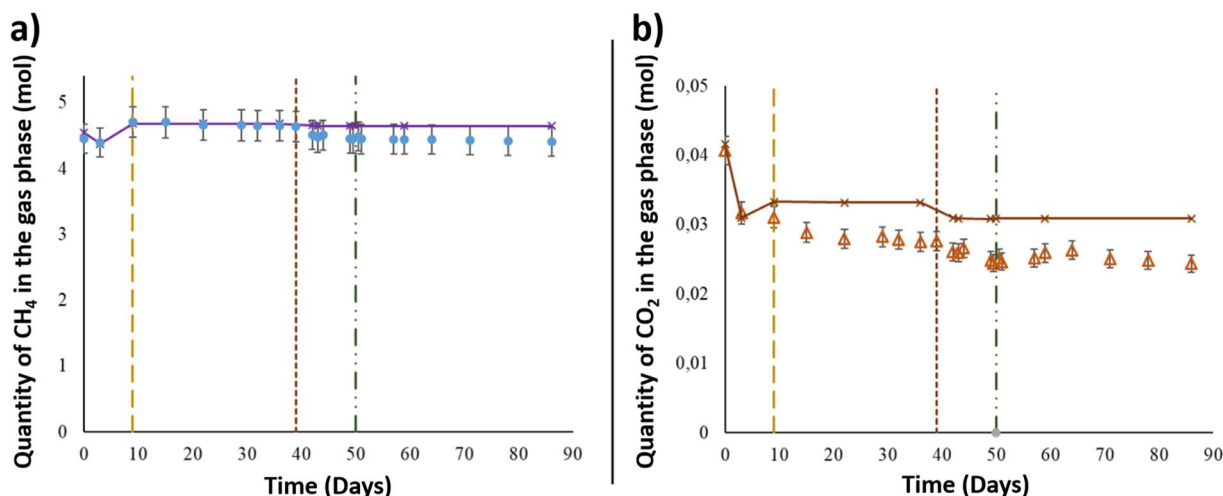 a)
Quantity of CH4 in the gas phase (mol)
5
4
3
2
1
0
0 10 20 30 40 50 60 70 80 90
Time (Days)
b)
Quantity of CO2 in the gas phase (mol)
0,05
0,04
0,03
0,02
0,01
0
0 10 20 30 40 50 60 70 80 90
Time (Days)